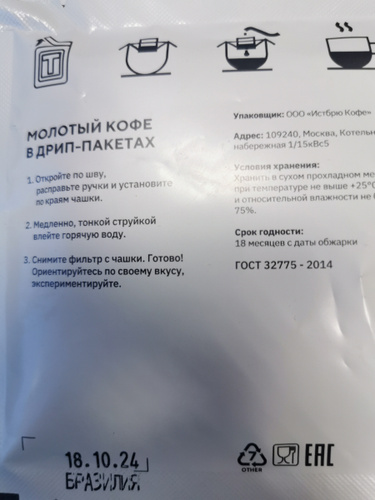 МОЛОТЫЙ КОФЕ
В ДРИП-ПАКЕТАХ
1. Откройте по шву,
расправьте ручки и установите
по краям чашки.
2. Медленно, тонкой струйкой
влейте горячую воду.
3. Снимите фильтр с чашки. Готово!
Ориентируйтесь по своему вкусу,
экспериментируйте.
Упаковщик: ООО «Истбрю Кофе»
Адрес: 109240, Москва,
набережная 1/15кВс5
Условия хранения:
Хранить в сухом прохладном
при температуре не выше +25°
и относительной влажности не
75%.
Срок годности:
18 месяцев с даты обжарки
ГОСТ 32775 - 2014
18.10.24
БРАЗИЛИЯ
7
OTHER
EAC